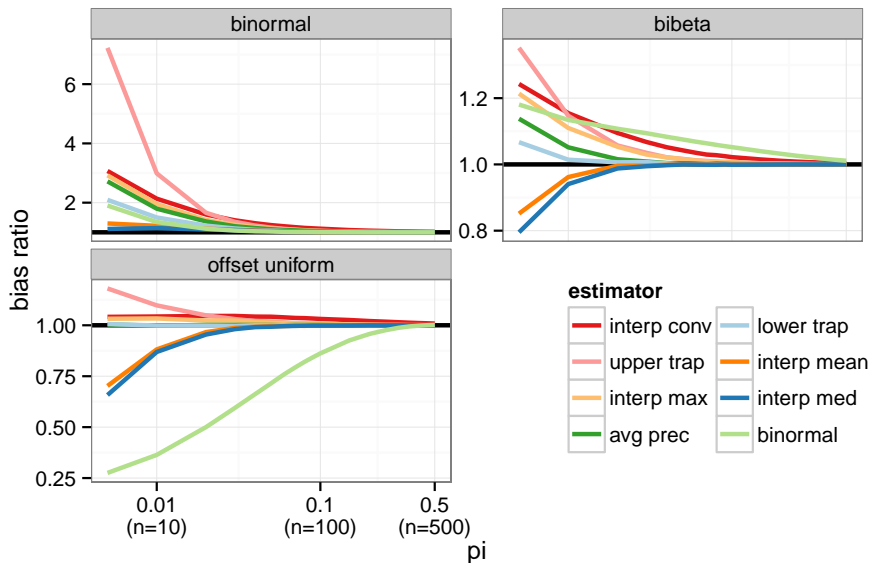 binormal
bibeta
6
4
2
1.2
1.0
0.8
bias ratio
offset uniform
1.00
0.75
0.50
0.25
0.01
(n=10)
0.1
(n=100)
0.5
(n=500)
pi
estimator
interp conv
lower trap
upper trap
interp mean
interp max
interp med
avg prec
binormal